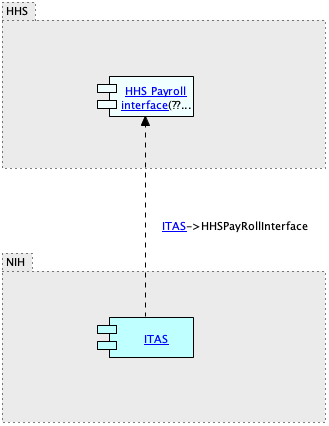 HHS
HHS Payroll
interface(??...
ITAS->HHSPayRollInterface
NIH
ITAS